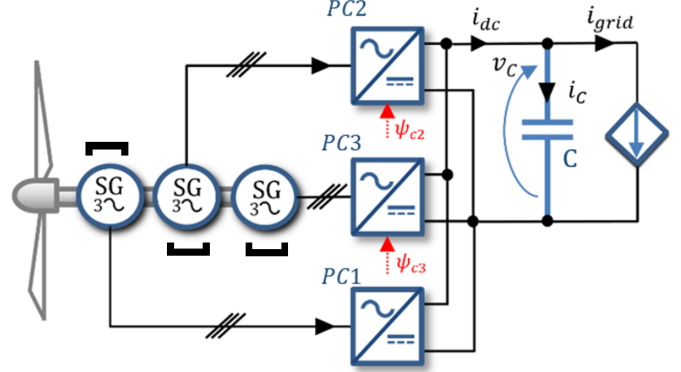 PC2
i_dc
i_grid
v_C
i_C
ψ_c2
C
PC3
SG
3~
SG
3~
SG
3~
ψ_c3
PC1